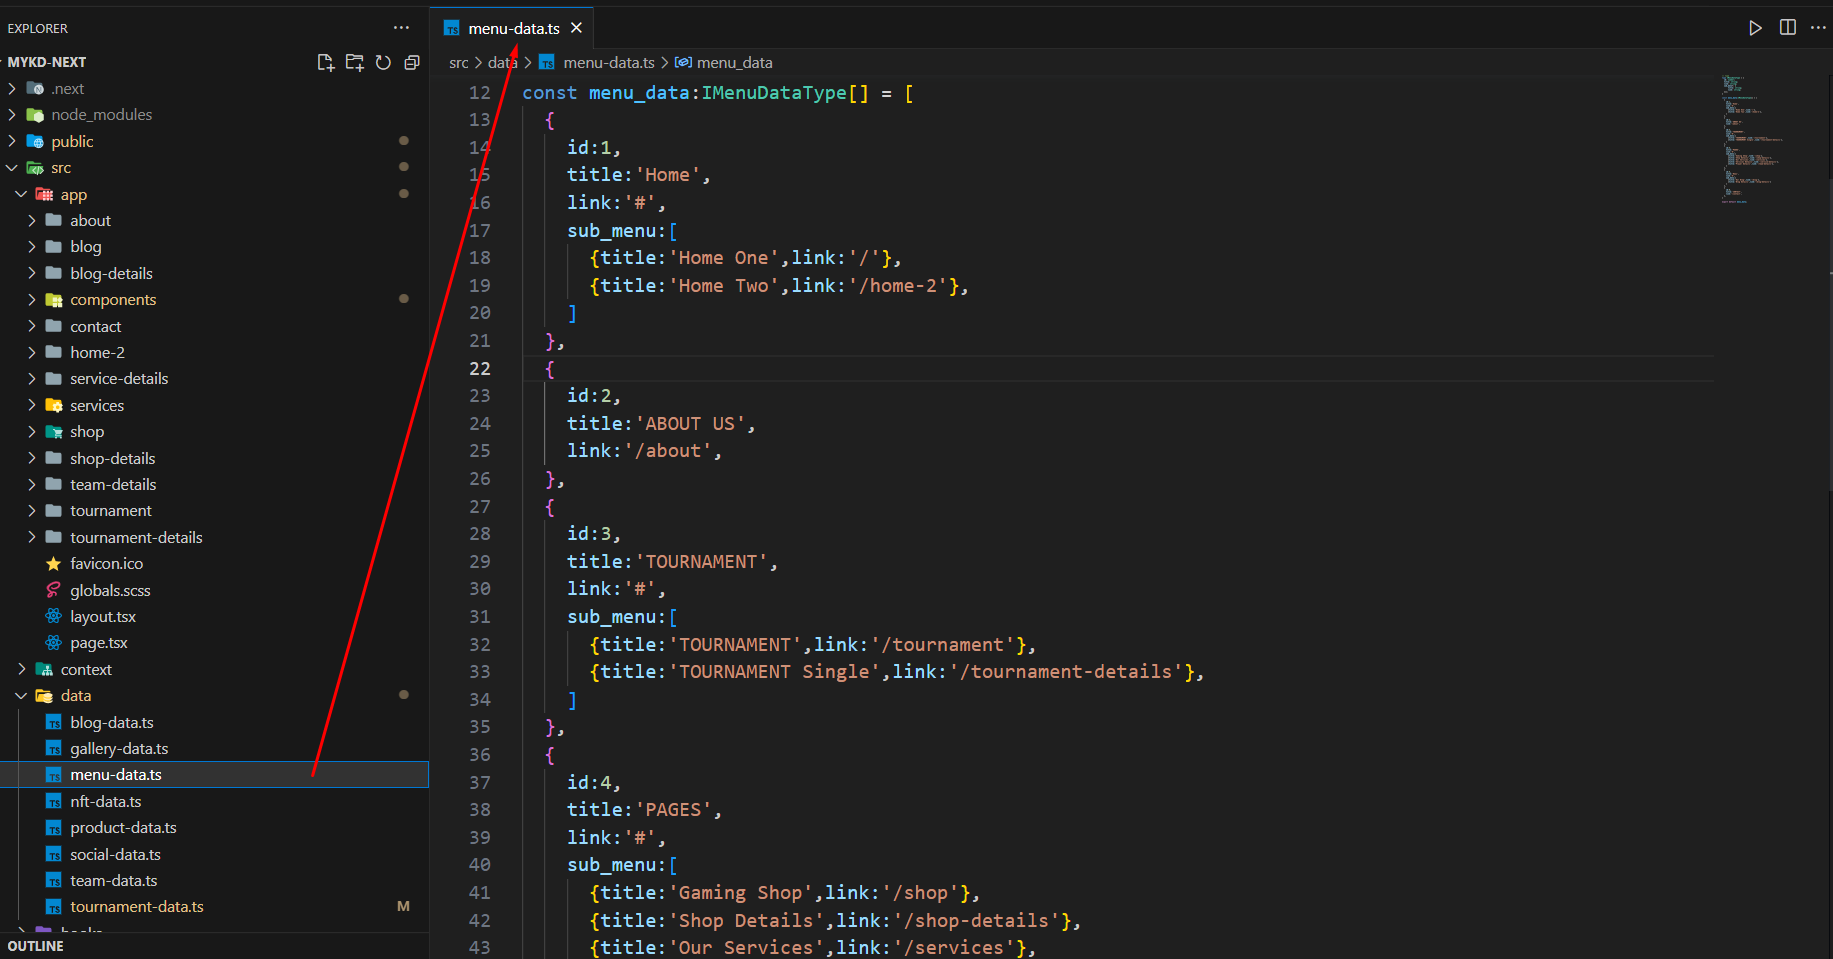 EXPLORER
MYKD-NEXT
.next
node_modules
public
src
app
about
blog
blog-details
components
contact
home-2
service-details
services
shop
shop-details
team-details
tournament
tournament-details
favicon.ico
globals.scss
layout.tsx
page.tsx
context
data
blog-data.ts
gallery-data.ts
menu-data.ts
nft-data.ts
product-data.ts
social-data.ts
team-data.ts
tournament-data.ts M
OUTLINE
menu-data.ts
src > data > TS menu-data.ts > menu_data
12 const menu_data:IMenuDataType[] = [
13 {
14 id:1,
15 title:'Home',
16 link:'#',
17 sub_menu:[
18 {title:'Home One',link:'/'},
19 {title:'Home Two',link:'/home-2'},
20 ]
21 },
22 {
23 id:2,
24 title:'ABOUT US',
25 link:'/about',
26 },
27 {
28 id:3,
29 title:'TOURNAMENT',
30 link:'#',
31 sub_menu:[
32 {title:'TOURNAMENT',link:'/tournament'},
33 {title:'TOURNAMENT Single',link:'/tournament-details'},
34 ]
35 },
36 {
37 id:4,
38 title:'PAGES',
39 link:'#',
40 sub_menu:[
41 {title:'Gaming Shop',link:'/shop'},
42 {title:'Shop Details',link:'/shop-details'},
43 {title:'Our Services',link:'/services'},